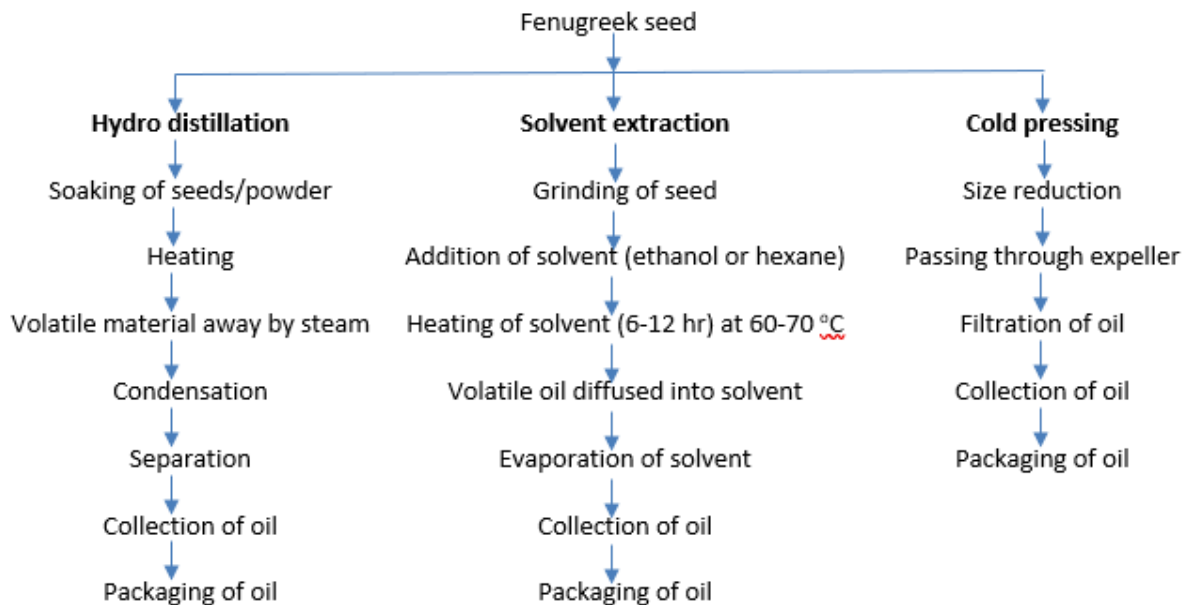 Fenugreek seed
Hydro distillation
Soaking of seeds/powder
Heating
Volatile material away by steam
Condensation
Separation
Collection of oil
Packaging of oil
Solvent extraction
Grinding of seed
Addition of solvent (ethanol or hexane)
Heating of solvent (6-12 hr) at 60-70 °C
Volatile oil diffused into solvent
Evaporation of solvent
Collection of oil
Packaging of oil
Cold pressing
Size reduction
Passing through expeller
Filtration of oil
Collection of oil
Packaging of oil